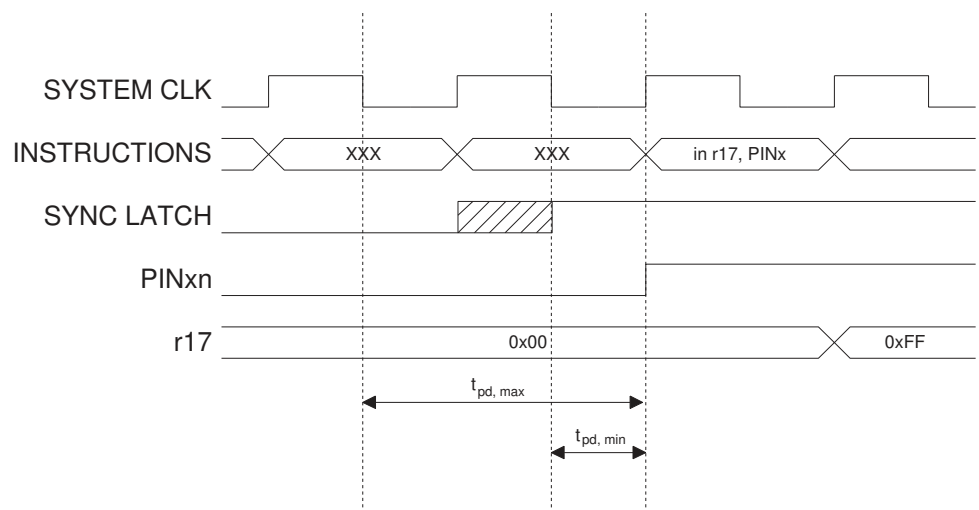 SYSTEM CLK
INSTRUCTIONS XXX XXX in r17, PINx
SYNC LATCH
PINxn
r17 0x00 0xFF
tpd, max
tpd, min